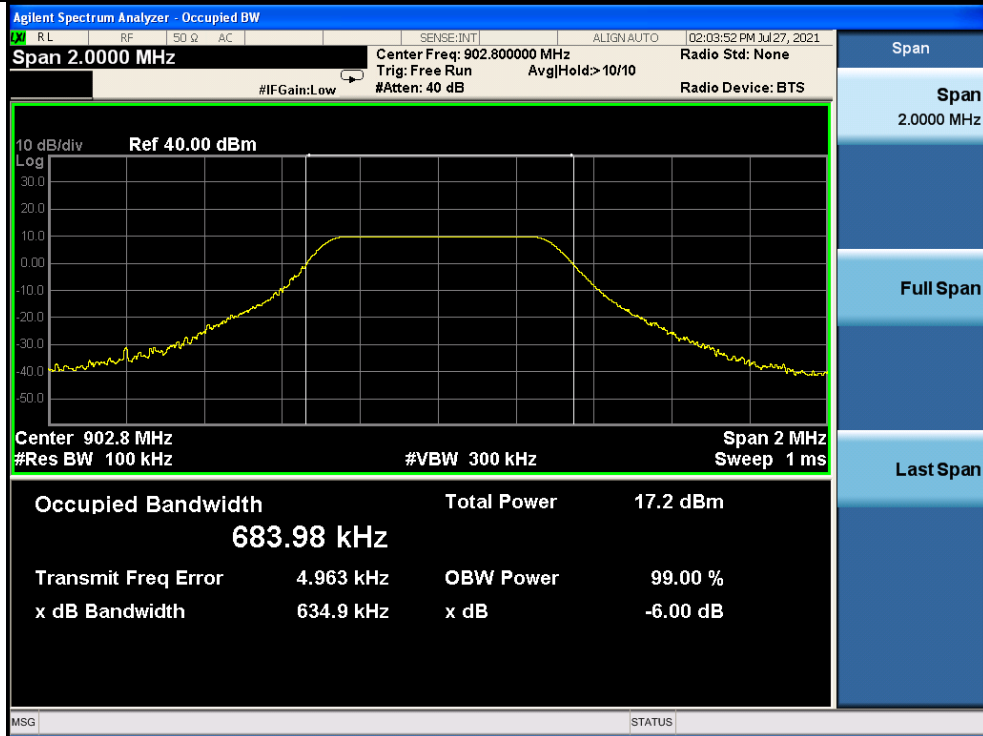 Agilent Spectrum Analyzer - Occupied BW
LXI RL RF 50 Ω AC SENSE:INT ALIGN AUTO 02:03:52 PM Jul 27, 2021
Span 2.0000 MHz
Center Freq: 902.800000 MHz Radio Std: None
Trig: Free Run Avg|Hold:> 10/10
#IFGain:Low #Atten: 40 dB Radio Device: BTS
10 dB/div Ref 40.00 dBm
Log
30.0
20.0
10.0
0.00
-10.0
-20.0
-30.0
-40.0
-50.0
Center 902.8 MHz Span 2 MHz
#Res BW 100 kHz #VBW 300 kHz Sweep 1 ms
Occupied Bandwidth Total Power 17.2 dBm
683.98 kHz
Transmit Freq Error 4.963 kHz OBW Power 99.00 %
x dB Bandwidth 634.9 kHz x dB -6.00 dB
MSG STATUS
Span
Span
2.0000 MHz
Full Span
Last Span